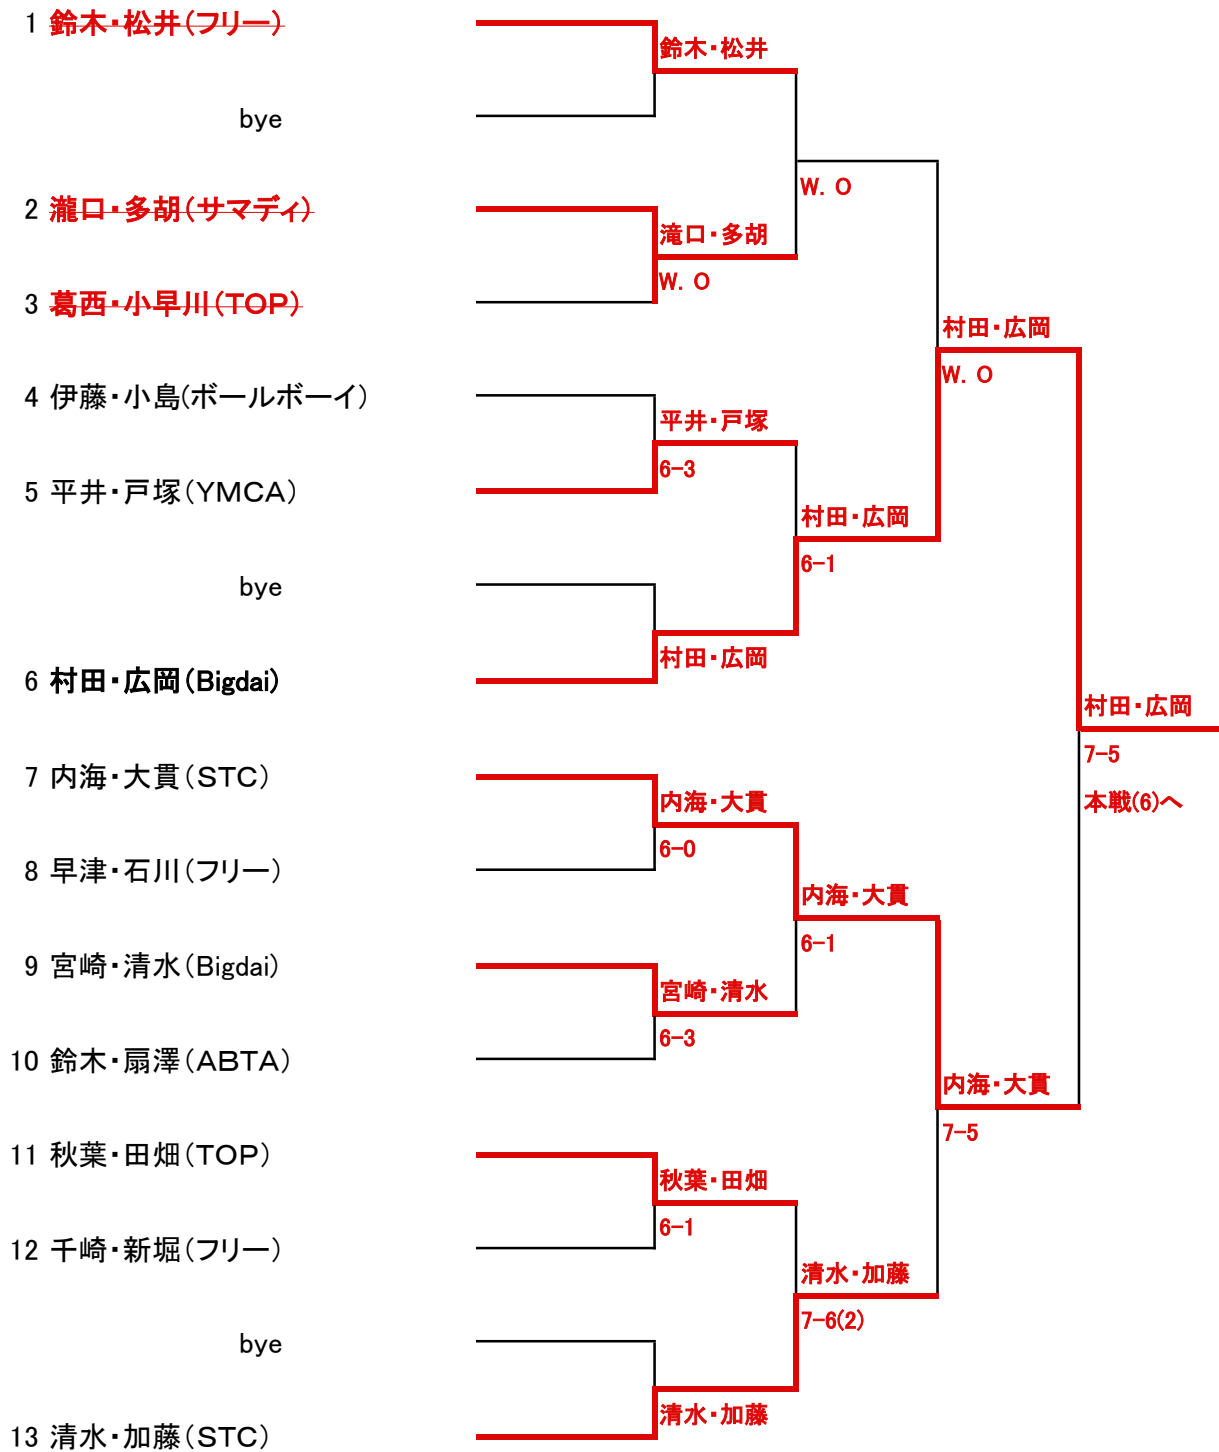 1 鈴木・松井(フリー)
鈴木・松井
bye
W. O
2 瀧口・多胡(サマディ)
滝口・多胡
W. O
3 葛西・小早川(TOP)
村田・広岡
W. O
4 伊藤・小島(ボールボーイ)
平井・戸塚
6-3
5 平井・戸塚(YMCA)
村田・広岡
6-1
bye
村田・広岡
6 村田・広岡(Bigdai)
村田・広岡
7-5
本戦(6)へ
7 内海・大貫(STC)
内海・大貫
6-0
8 早津・石川(フリー)
内海・大貫
6-1
9 宮崎・清水(Bigdai)
宮崎・清水
6-3
10 鈴木・扇澤(ABTA)
内海・大貫
7-5
11 秋葉・田畑(TOP)
秋葉・田畑
6-1
12 千崎・新堀(フリー)
清水・加藤
7-6(2)
bye
清水・加藤
13 清水・加藤(STC)